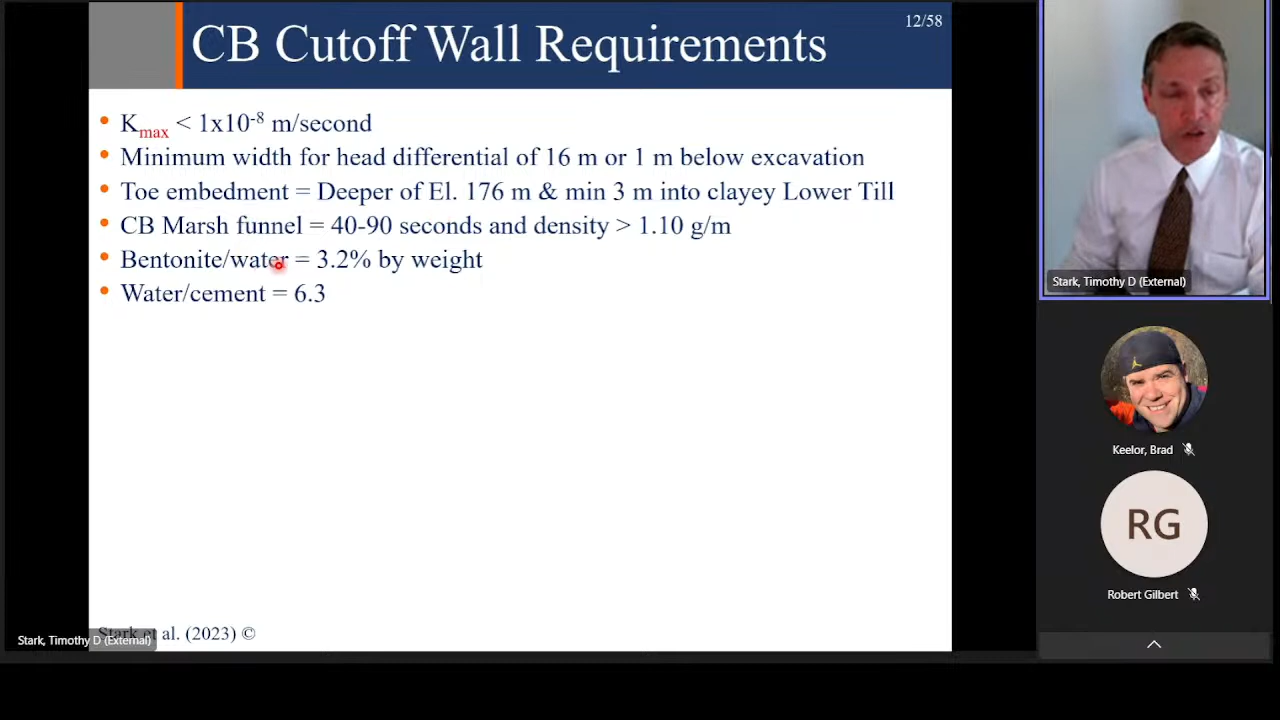 CB Cutoff Wall Requirements
12/58
• Kmax < 1x10-8 m/second
• Minimum width for head differential of 16 m or 1 m below excavation
• Toe embedment = Deeper of El. 176 m & min 3 m into clayey Lower Till
• CB Marsh funnel = 40-90 seconds and density > 1.10 g/m
• Bentonite/water = 3.2% by weight
• Water/cement = 6.3
Stark et al. (2023) ©
Stark, Timothy D (External)
Stark, Timothy D (External)
Keelor, Brad
RG
Robert Gilbert